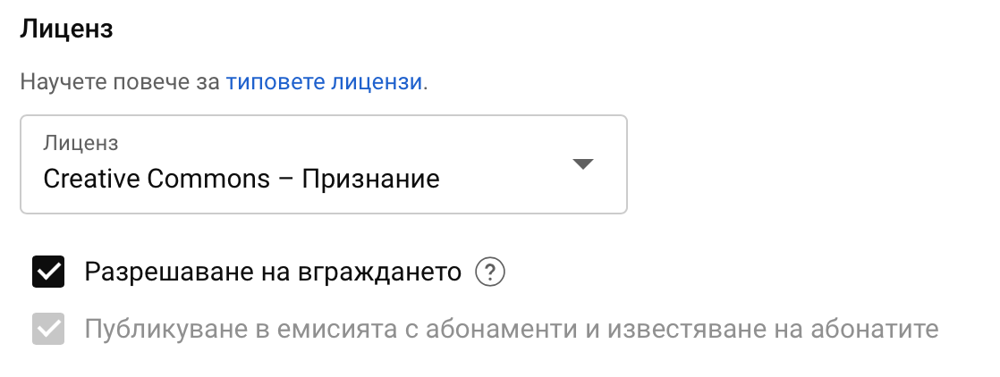 Лиценз
Научете повече за типовете лицензи.
Лиценз
Creative Commons – Признание
Разрешаване на вграждането ?
Публикуване в емисията с абонаменти и известяване на абонатите